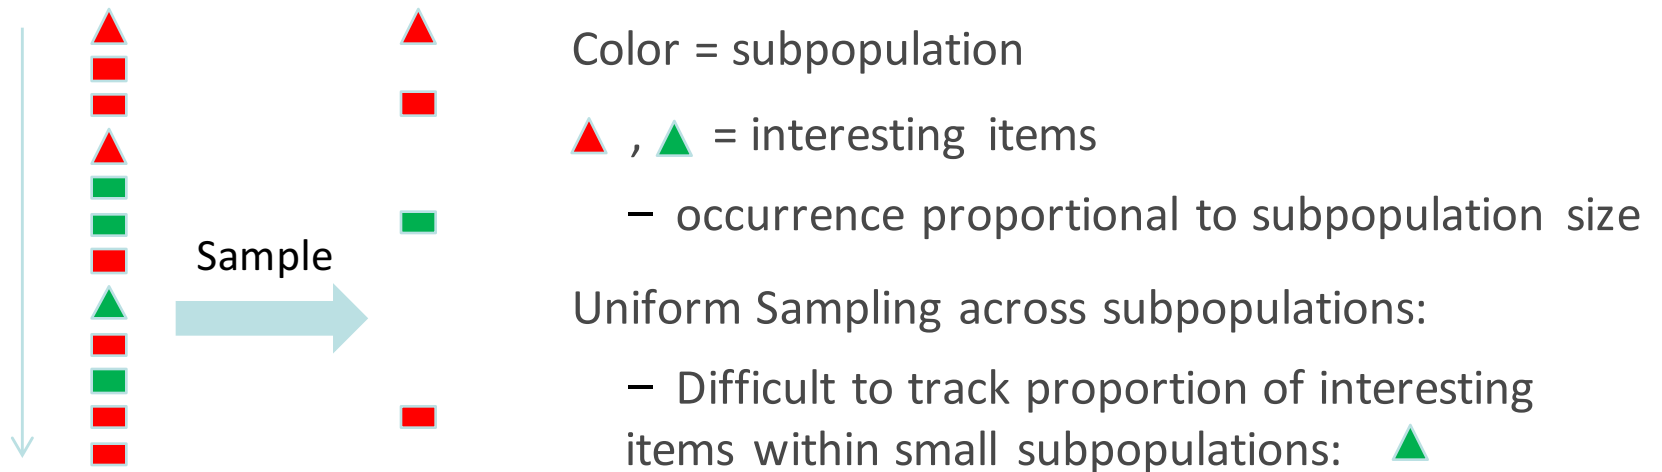 Color = subpopulation
, = interesting items
– occurrence proportional to subpopulation size
Sample
Uniform Sampling across subpopulations:
– Difficult to track proportion of interesting
items within small subpopulations: